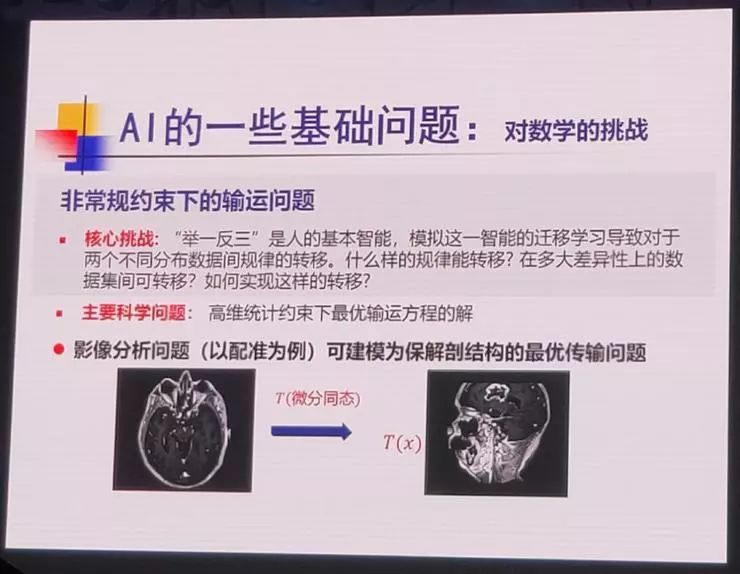 AI的一些基础问题：对数学的挑战
非常规约束下的输运问题
核心挑战：“举一反三”是人的基本智能，模拟这一智能的迁移学习导致对于
两个不同分布数据间规律的转移。什么样的规律能转移? 在多大差异性上的数
据集间可转移? 如何实现这样的转移?
主要科学问题： 高维统计约束下最优输运方程的解
影像分析问题（以配准为例）可建模为保解剖结构的最优传输问题
T(微分同态)
T(x)